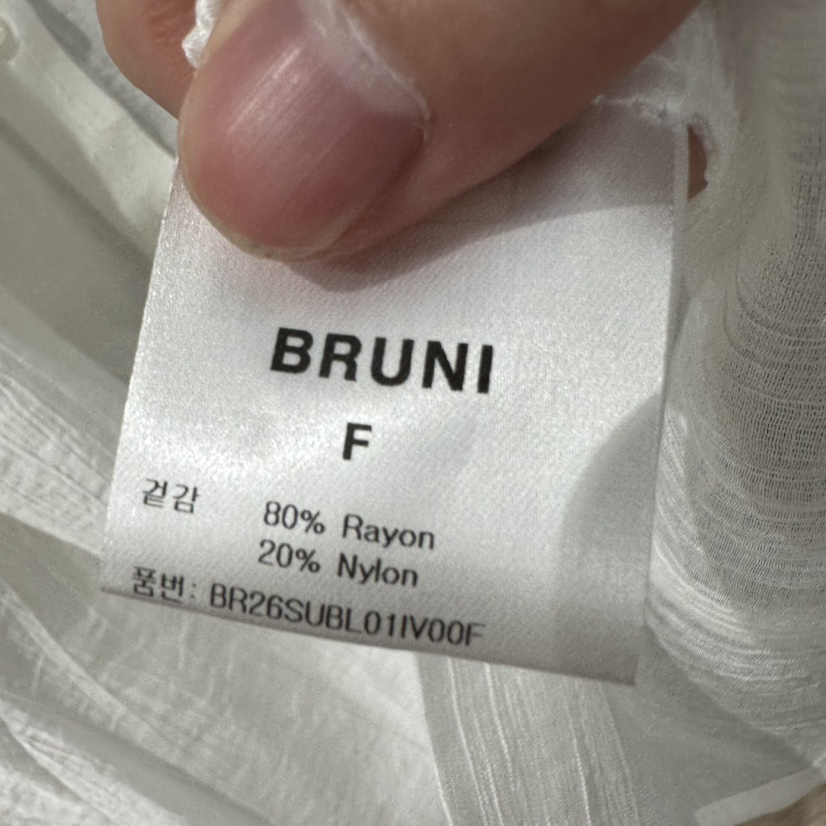 BRUNI
F
겉감 80% Rayon
20% Nylon
품번: BR26SUBL01IV00F